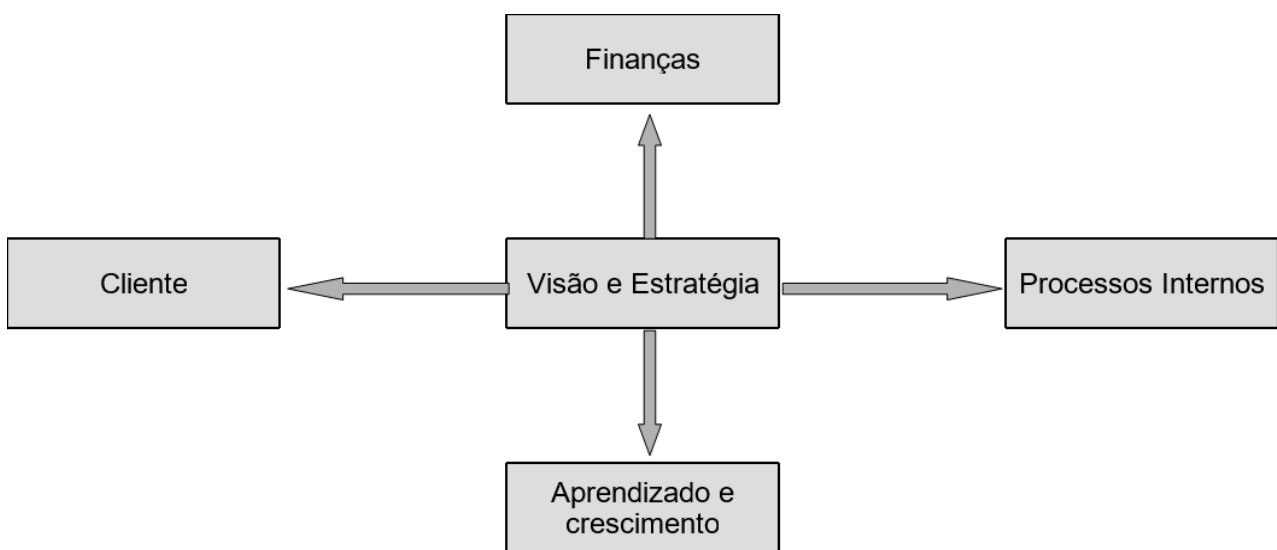 Finanças
Cliente
Visão e Estratégia
Processos Internos
Aprendizado e
crescimento